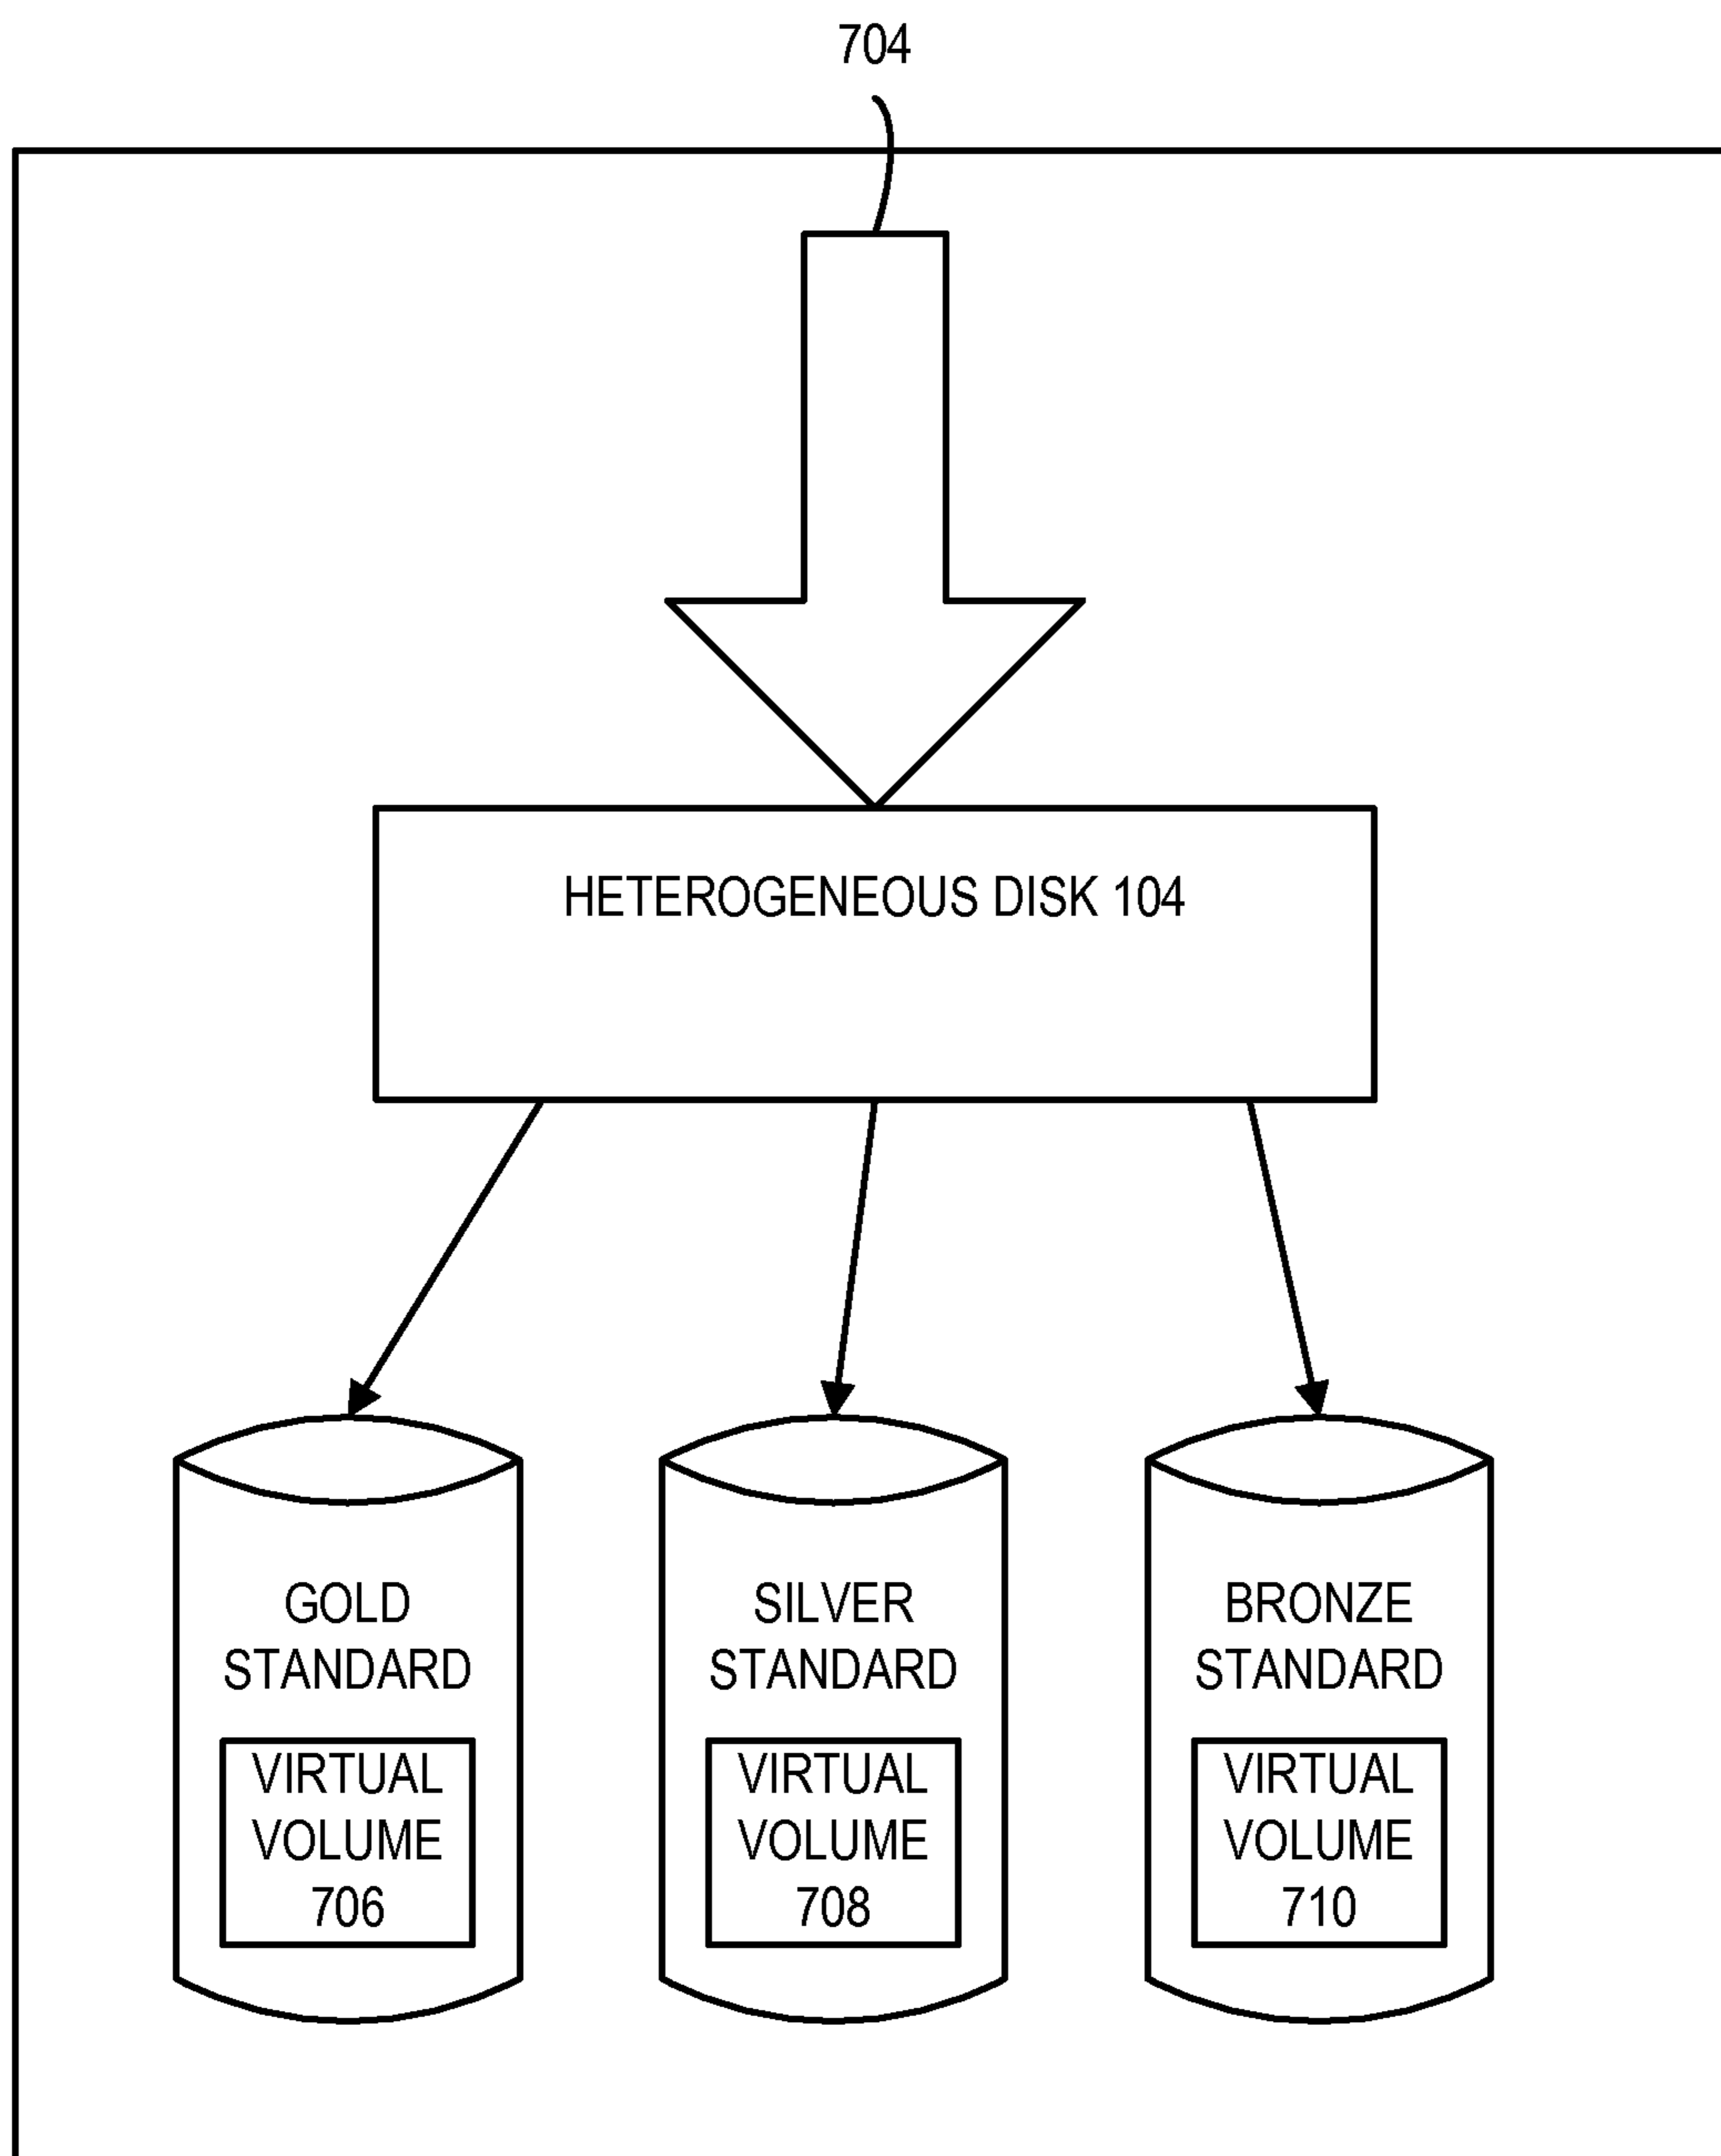 704
HETEROGENEOUS DISK 104
GOLD
STANDARD
VIRTUAL
VOLUME
706
SILVER
STANDARD
VIRTUAL
VOLUME
708
BRONZE
STANDARD
VIRTUAL
VOLUME
710